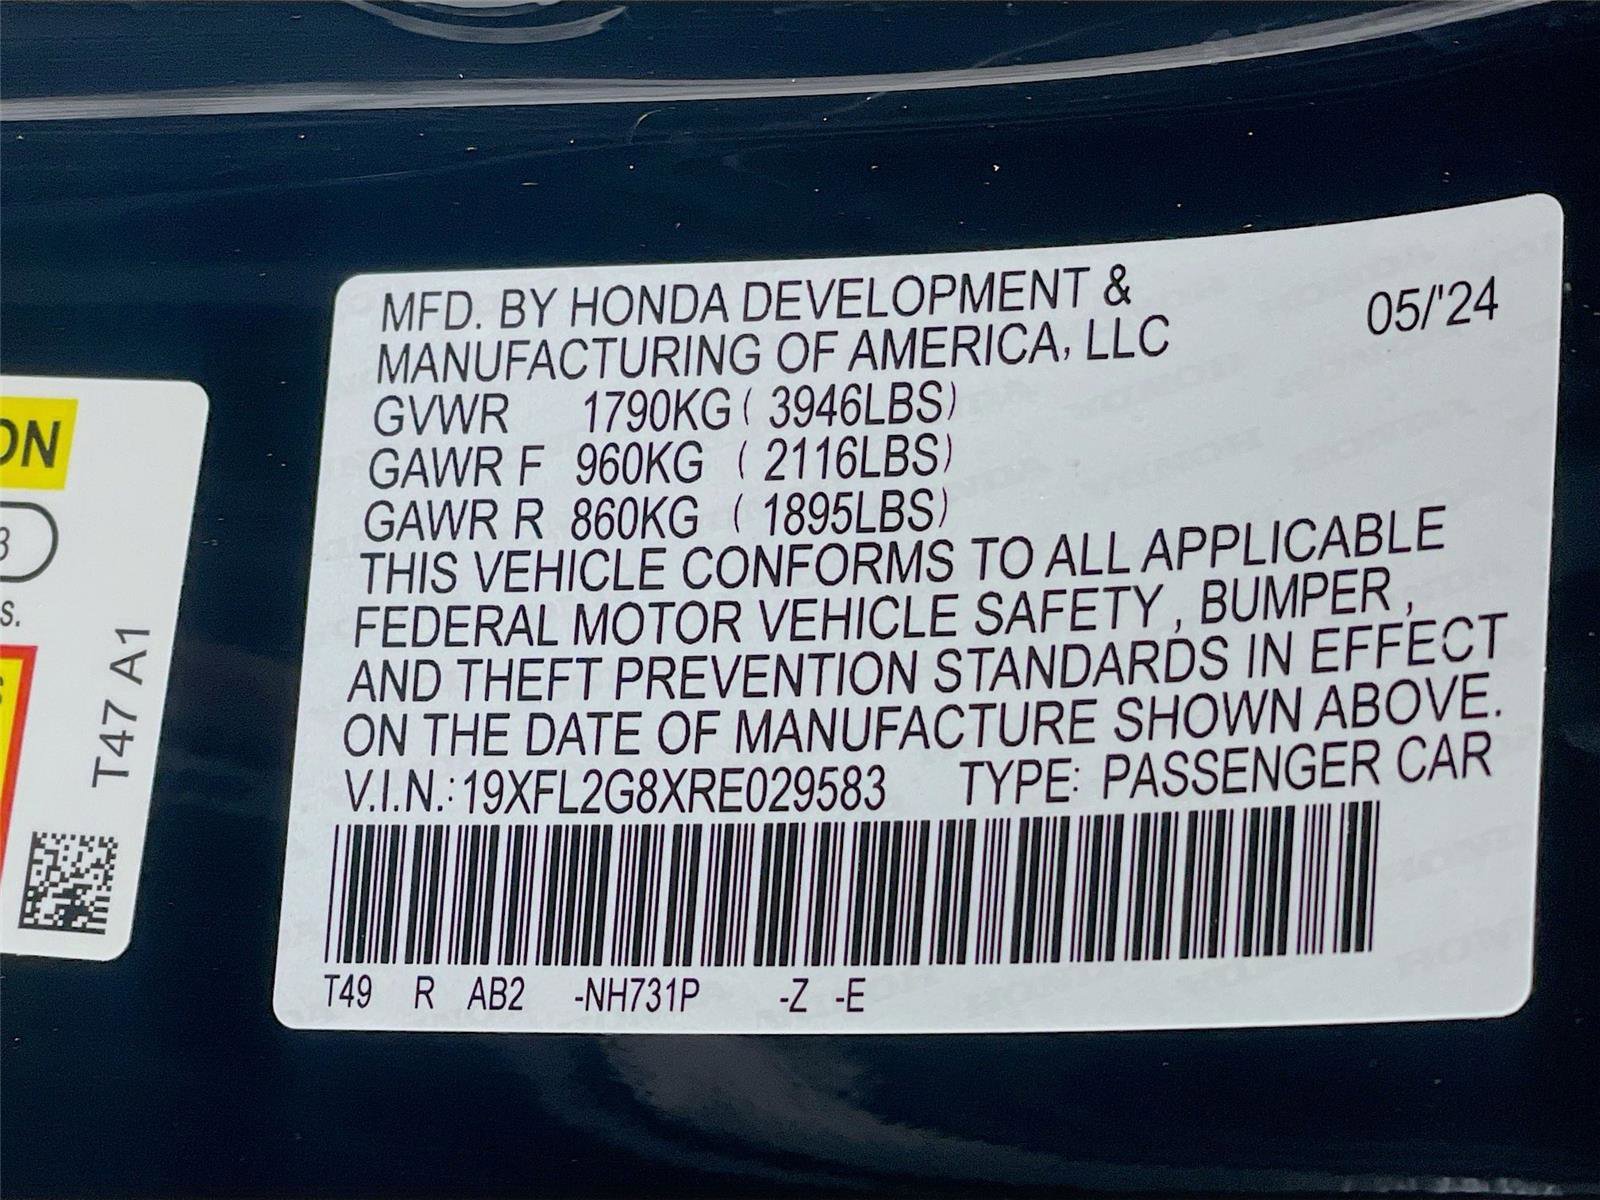 MFD. BY HONDA DEVELOPMENT &
MANUFACTURING OF AMERICA, LLC
05/'24
GVWR 1790KG ( 3946LBS)
GAWR F 960KG ( 2116LBS)
GAWR R 860KG ( 1895LBS)
THIS VEHICLE CONFORMS TO ALL APPLICABLE
FEDERAL MOTOR VEHICLE SAFETY , BUMPER ,
AND THEFT PREVENTION STANDARDS IN EFFECT
ON THE DATE OF MANUFACTURE SHOWN ABOVE.
V.I.N.: 19XFL2G8XRE029583 TYPE: PASSENGER CAR
T49 R AB2 -NH731P -Z -E
ON
3
s.
S
T47 A1